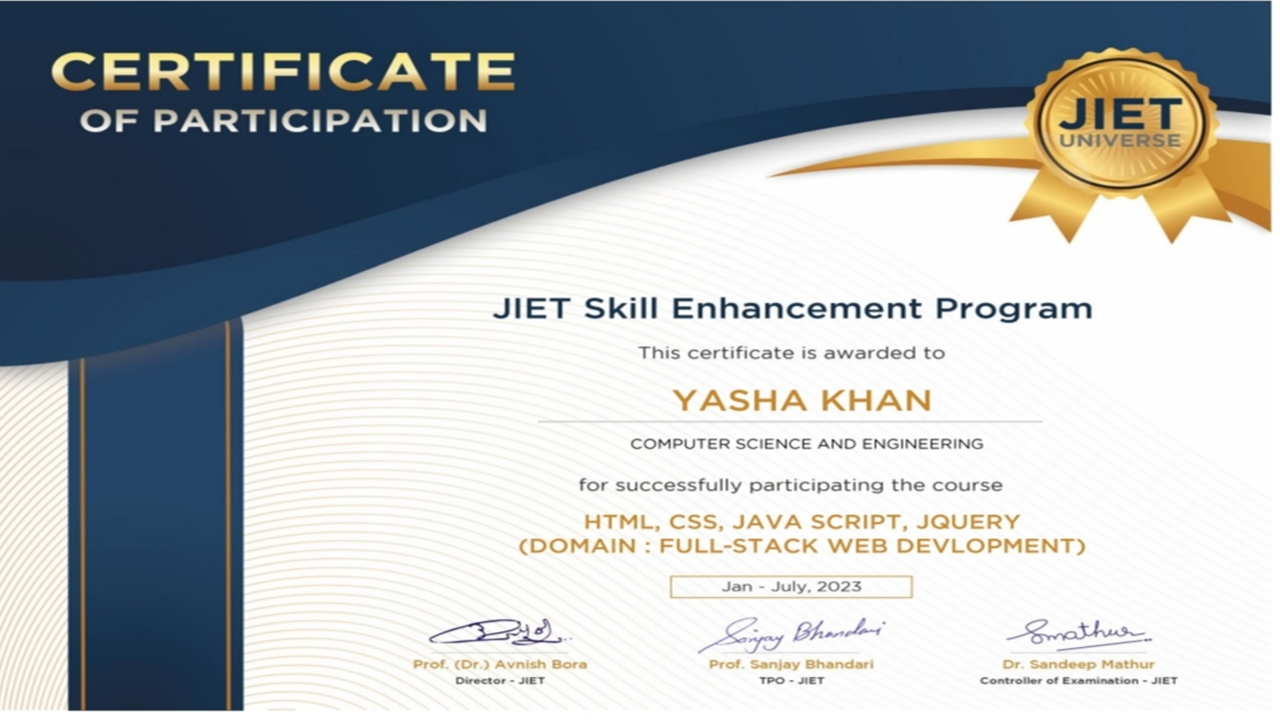 CERTIFICATE
OF PARTICIPATION
JIET
UNIVERSE
JIET Skill Enhancement Program
This certificate is awarded to
YASHA KHAN
COMPUTER SCIENCE AND ENGINEERING
for successfully participating the course
HTML, CSS, JAVA SCRIPT, JQUERY
(DOMAIN : FULL-STACK WEB DEVLOPMENT)
Jan - July, 2023
Sanjay Bhandari
Smathur
Prof. (Dr.) Avnish Bora
Prof. Sanjay Bhandari
Dr. Sandeep Mathur
Director - JIET
TPO - JIET
Controller of Examination - JIET